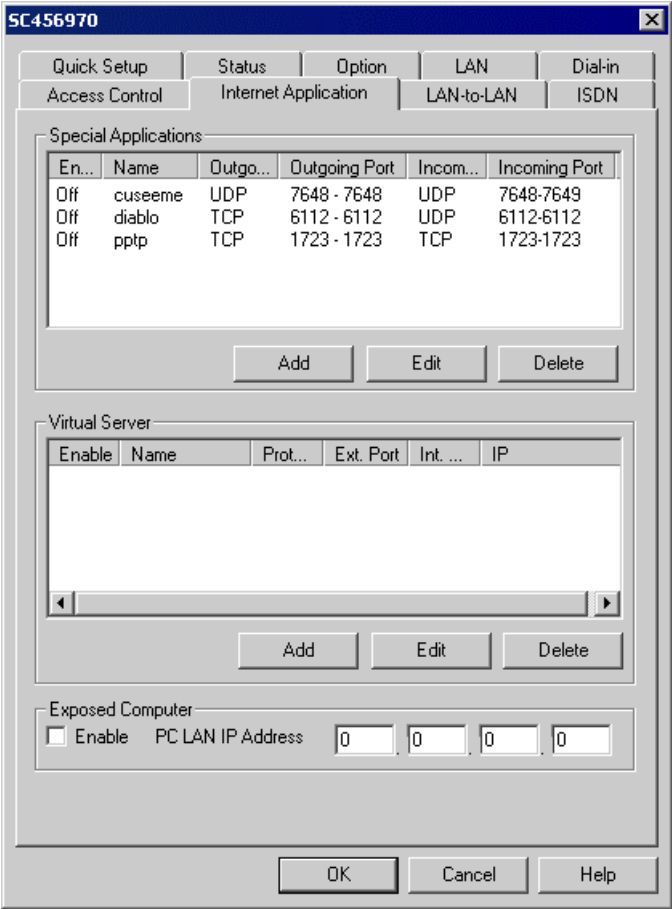 SC456970
Quick Setup Status Option LAN Dial-in
Access Control Internet Application LAN-to-LAN ISDN
Special Applications
En... Name Outgo... Outgoing Port Incom... Incoming Port
Off cuseeme UDP 7648 - 7648 UDP 7648-7649
Off diablo TCP 6112 - 6112 UDP 6112-6112
Off pptp TCP 1723 - 1723 TCP 1723-1723
Add Edit Delete
Virtual Server
Enable Name Prot... Ext. Port Int. ... IP
Add Edit Delete
Exposed Computer
Enable PC LAN IP Address 0 . 0 . 0 . 0
OK Cancel Help